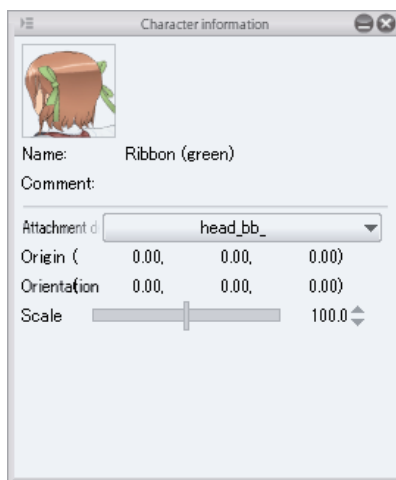 Character information
Name: Ribbon (green)
Comment:
Attachment d
head_bb_
Origin ( 0.00, 0.00, 0.00)
Orientation 0.00, 0.00, 0.00)
Scale 100.0